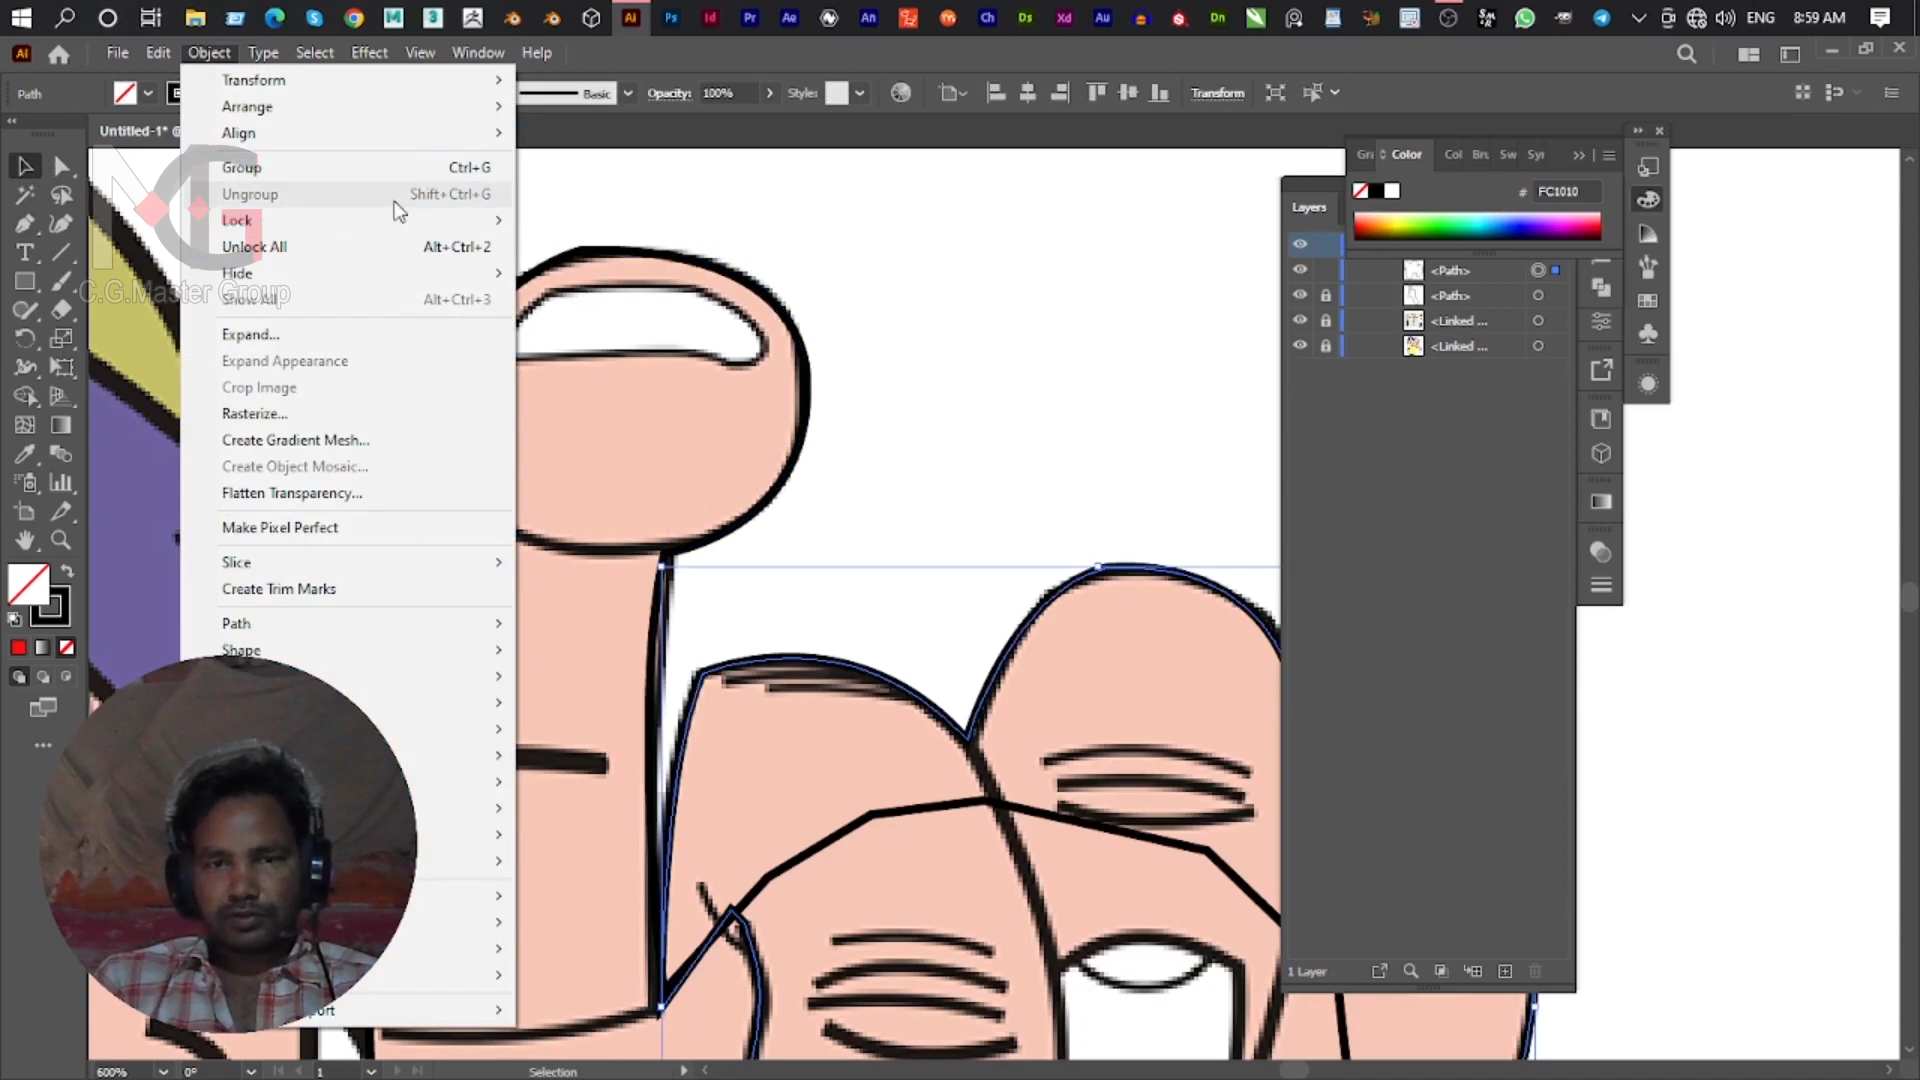 ENG 8:59 AM
File Edit Object Type Select Effect View Window Help
Path Basic Opacity: 100% Style: Transform
Untitled-1* @
Transform
Arrange
Align
Group Ctrl+G
Ungroup Shift+Ctrl+G
Lock
Unlock All Alt+Ctrl+2
Hide
Show All Alt+Ctrl+3
C.G.Master Group
Expand...
Expand Appearance
Crop Image
Rasterize...
Create Gradient Mesh...
Create Object Mosaic...
Flatten Transparency...
Make Pixel Perfect
Slice
Create Trim Marks
Path
Shape
Gra Color Col Bru Sw Syr
# FC1010
Layers
<Path>
<Path>
<Linked ...
<Linked ...
1 Layer
600% 0° 1 Selection